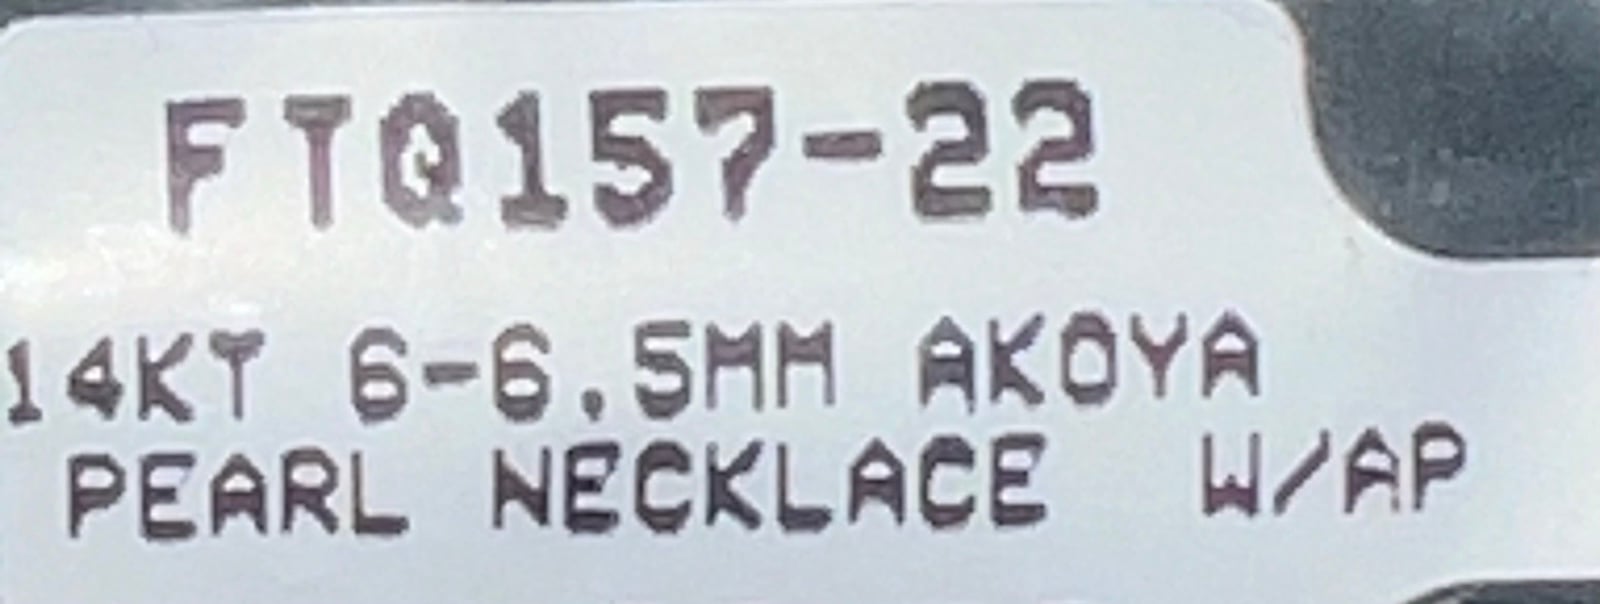 FTQ157-22
14KT 6-6.5MM AKOYA
PEARL NECKLACE W/AP